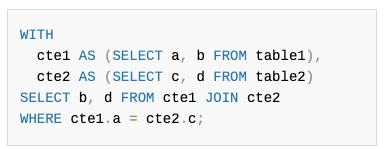 WITH
  cte1 AS (SELECT a, b FROM table1),
  cte2 AS (SELECT c, d FROM table2)
SELECT b, d FROM cte1 JOIN cte2
WHERE cte1.a = cte2.c;